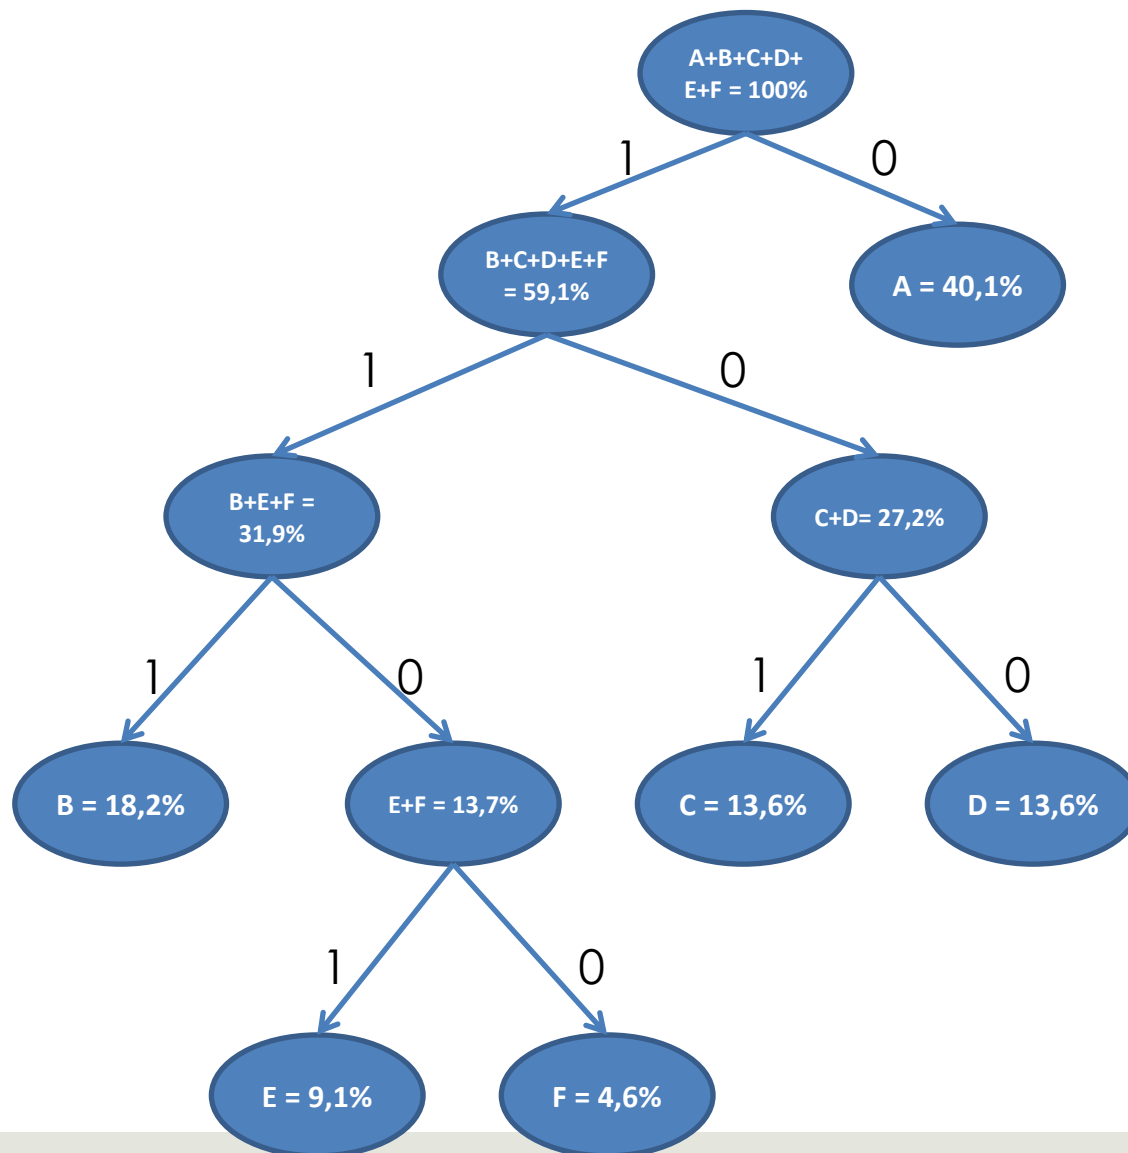 A+B+C+D+
E+F = 100%
1
0
B+C+D+E+F
= 59,1%
A = 40,1%
1
0
B+E+F =
31,9%
C+D= 27,2%
1
0
1
0
B = 18,2%
E+F = 13,7%
C = 13,6%
D = 13,6%
1
0
E = 9,1%
F = 4,6%